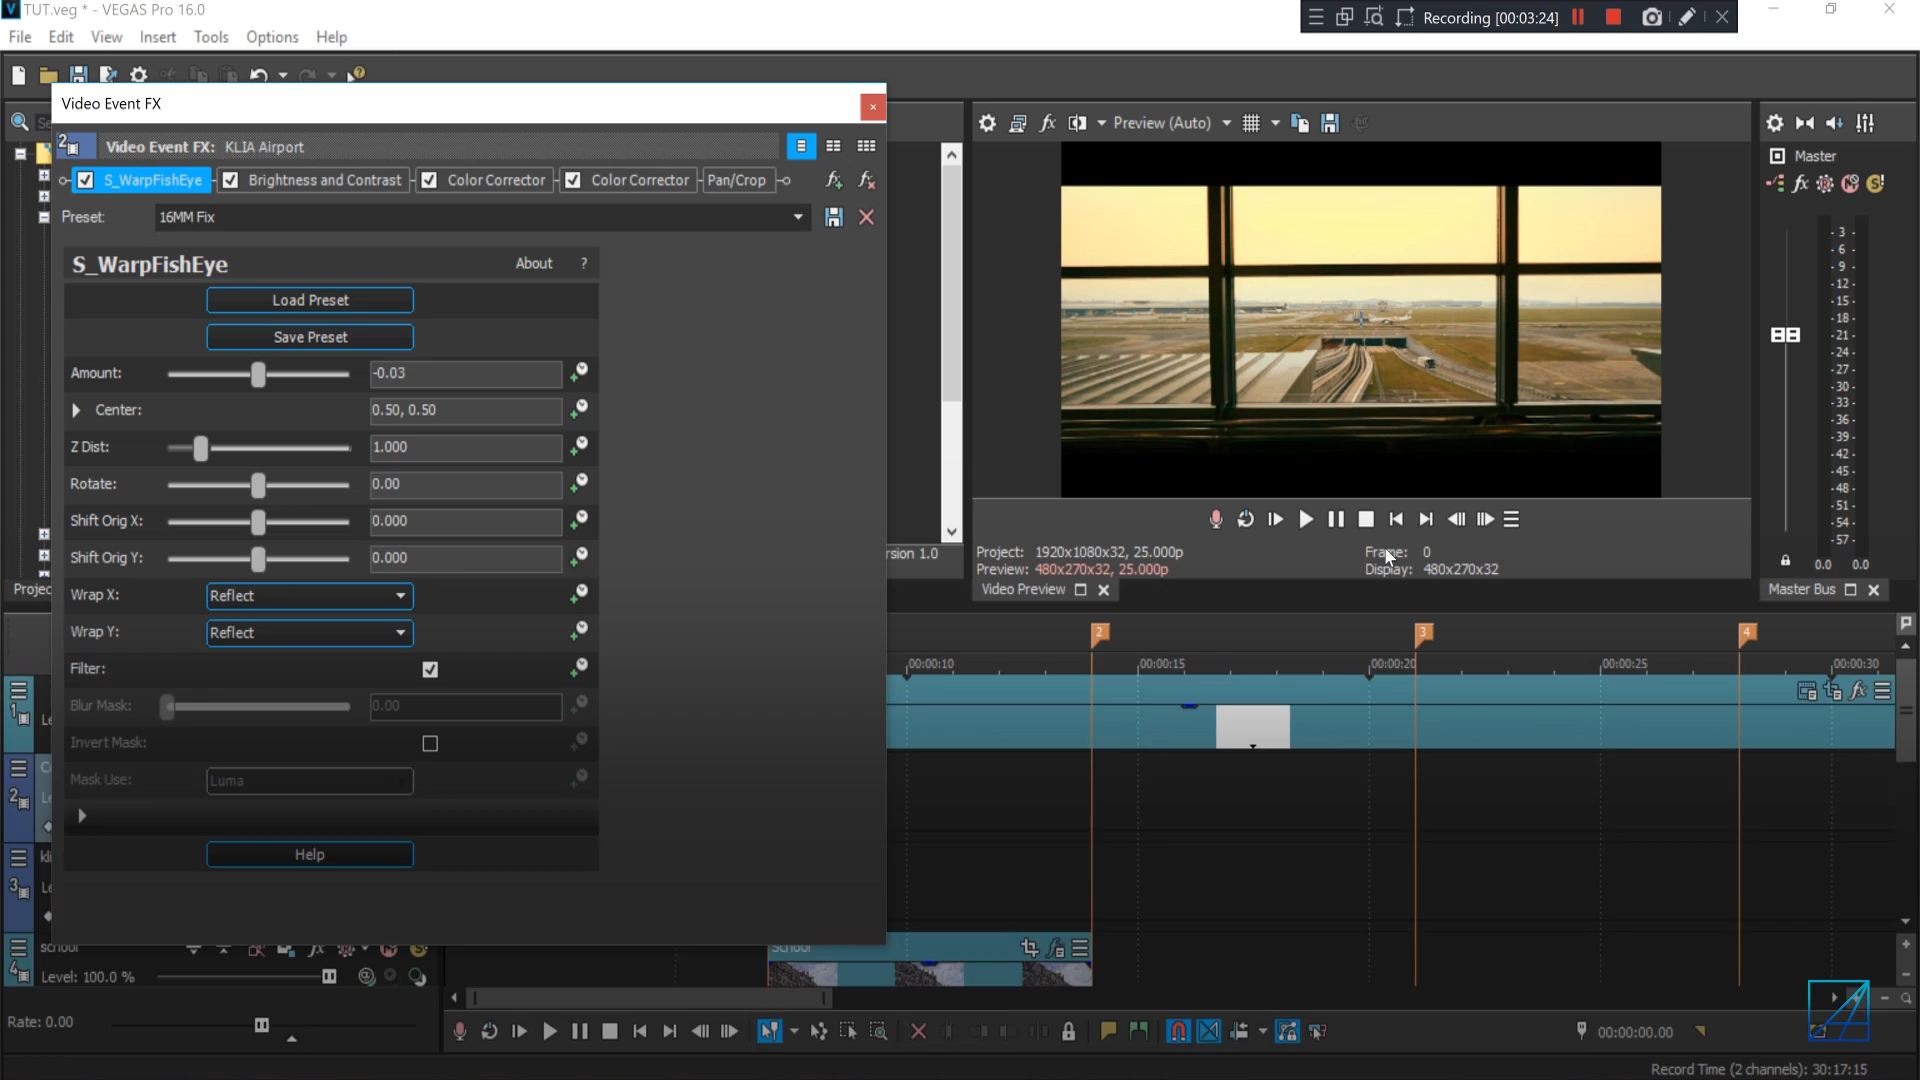 TUT.veg * - VEGAS Pro 16.0
Recording [00:03:24]
File Edit View Insert Tools Options Help
Video Event FX
Video Event FX: KLIA Airport
S_WarpFishEye Brightness and Contrast Color Corrector Color Corrector Pan/Crop
Preset: 16MM Fix
S_WarpFishEye About ?
Load Preset
Save Preset
Amount: -0.03
Center: 0.50, 0.50
Z Dist: 1.000
Rotate: 0.00
Shift Orig X: 0.000
Shift Orig Y: 0.000
Wrap X: Reflect
Wrap Y: Reflect
Filter:
Blur Mask: 0.00
Invert Mask:
Mask Use: Luma
Help
Preview (Auto)
Project: 1920x1080x32, 25.000p
Frame: 0
Preview: 480x270x32, 25.000p
Display: 480x270x32
Video Preview
rsion 1.0
Projec
Master
-3-
-6-
-9-
-12-
-15-
-18-
-21-
-24-
-27-
-30-
-33-
-36-
-39-
-42-
-45-
-48-
-51-
-54-
-57-
0.0 0.0
Master Bus
2 3 4
00:00:10 00:00:15 00:00:20 00:00:25 00:00:30
1
2
3
4
school
Level: 100.0 %
School
Rate: 0.00
00:00:00.00
Record Time (2 channels): 30:17:15